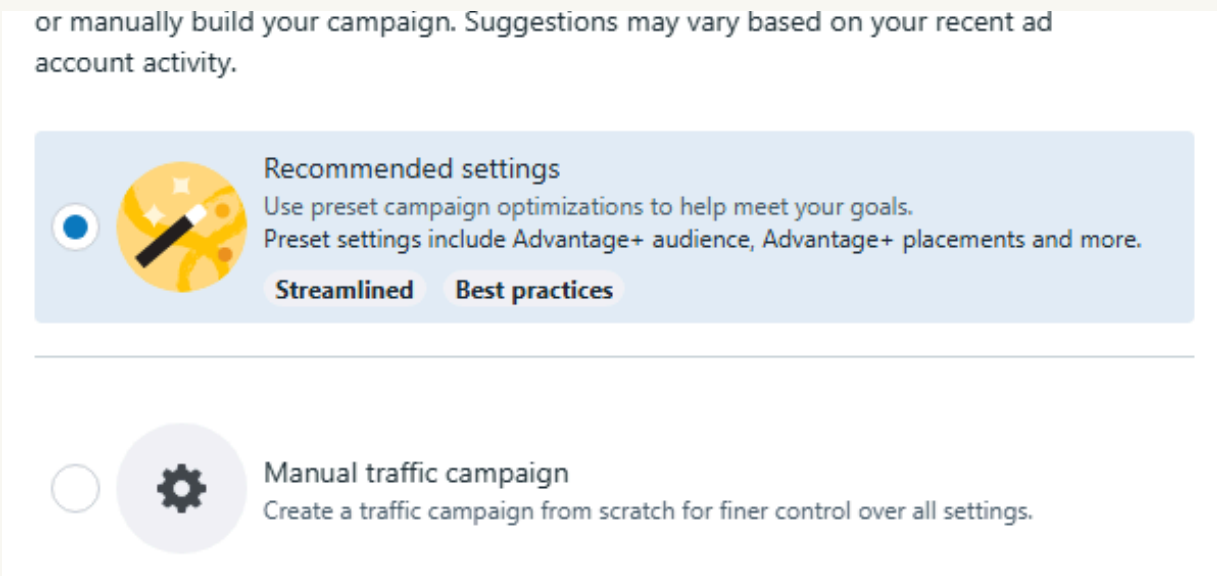 or manually build your campaign. Suggestions may vary based on your recent ad
account activity.
Recommended settings
Use preset campaign optimizations to help meet your goals.
Preset settings include Advantage+ audience, Advantage+ placements and more.
Streamlined Best practices
Manual traffic campaign
Create a traffic campaign from scratch for finer control over all settings.